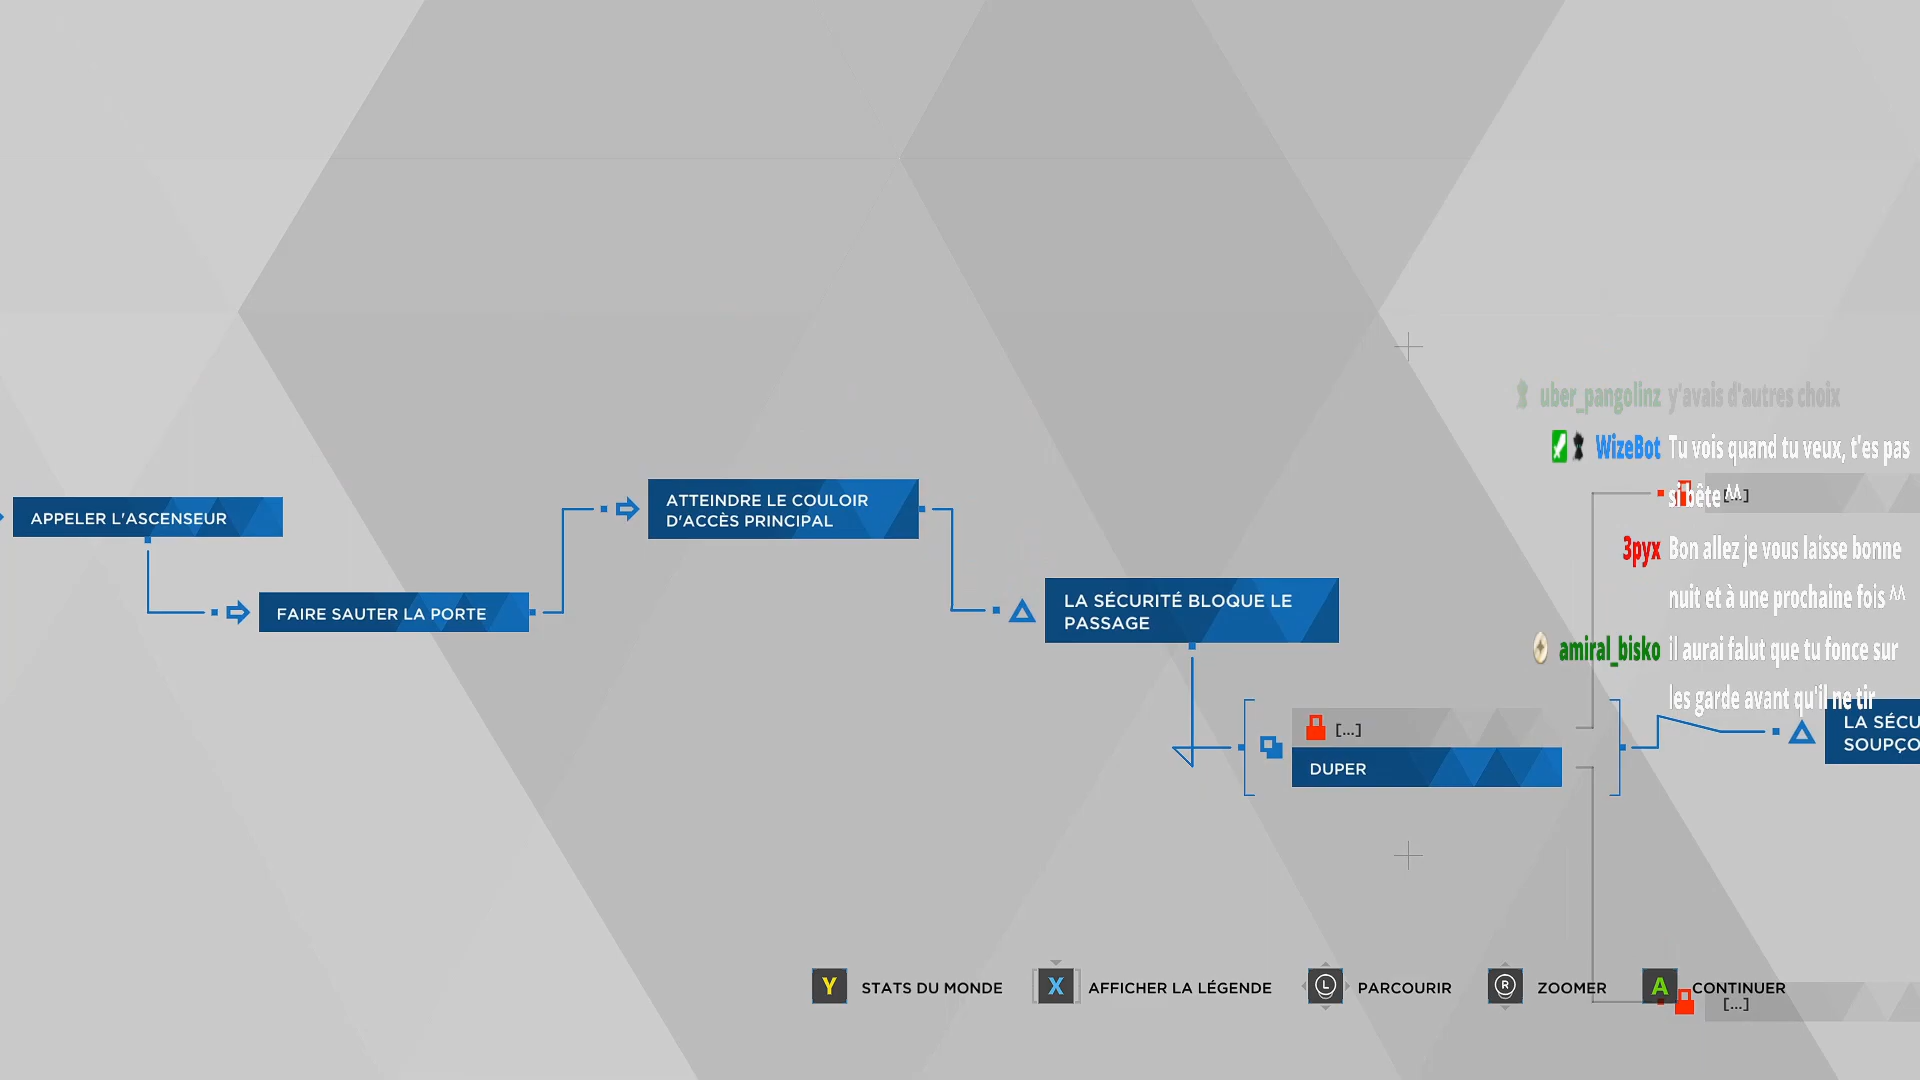 uber_pangolinz y'avais d'autres choix
WizeBot Tu vois quand tu veux, t'es pas
si bête ^^
[...]
APPELER L'ASCENSEUR
ATTEINDRE LE COULOIR
D'ACCÈS PRINCIPAL
3pyx Bon allez je vous laisse bonne
nuit et à une prochaine fois ^^
FAIRE SAUTER LA PORTE
LA SÉCURITÉ BLOQUE LE
PASSAGE
amiral_bisko il aurai falut que tu fonce sur
les garde avant qu'il ne tir
[...]
DUPER
LA SÉCU
SOUPÇO
Y STATS DU MONDE
X AFFICHER LA LÉGENDE
L PARCOURIR
R ZOOMER
A CONTINUER
[...]